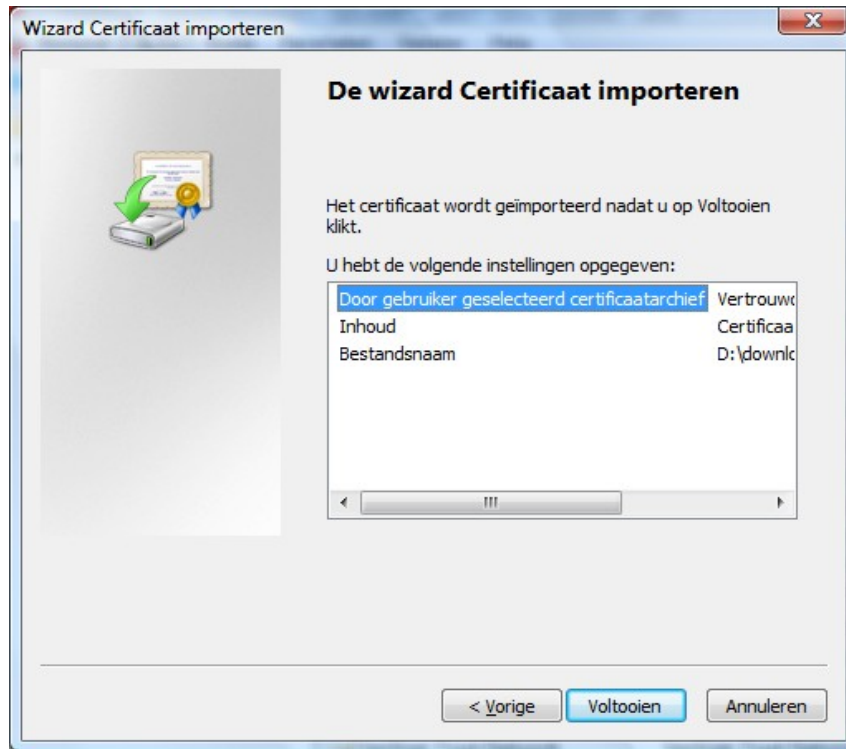 Wizard Certificaat importeren
De wizard Certificaat importeren
Het certificaat wordt geïmporteerd nadat u op Voltooien
klikt.
U hebt de volgende instellingen opgegeven:
Door gebruiker geselecteerd certificaatarchief Vertrouwd
Inhoud Certificaa
Bestandsnaam D:\downlo
< Vorige Voltooien Annuleren